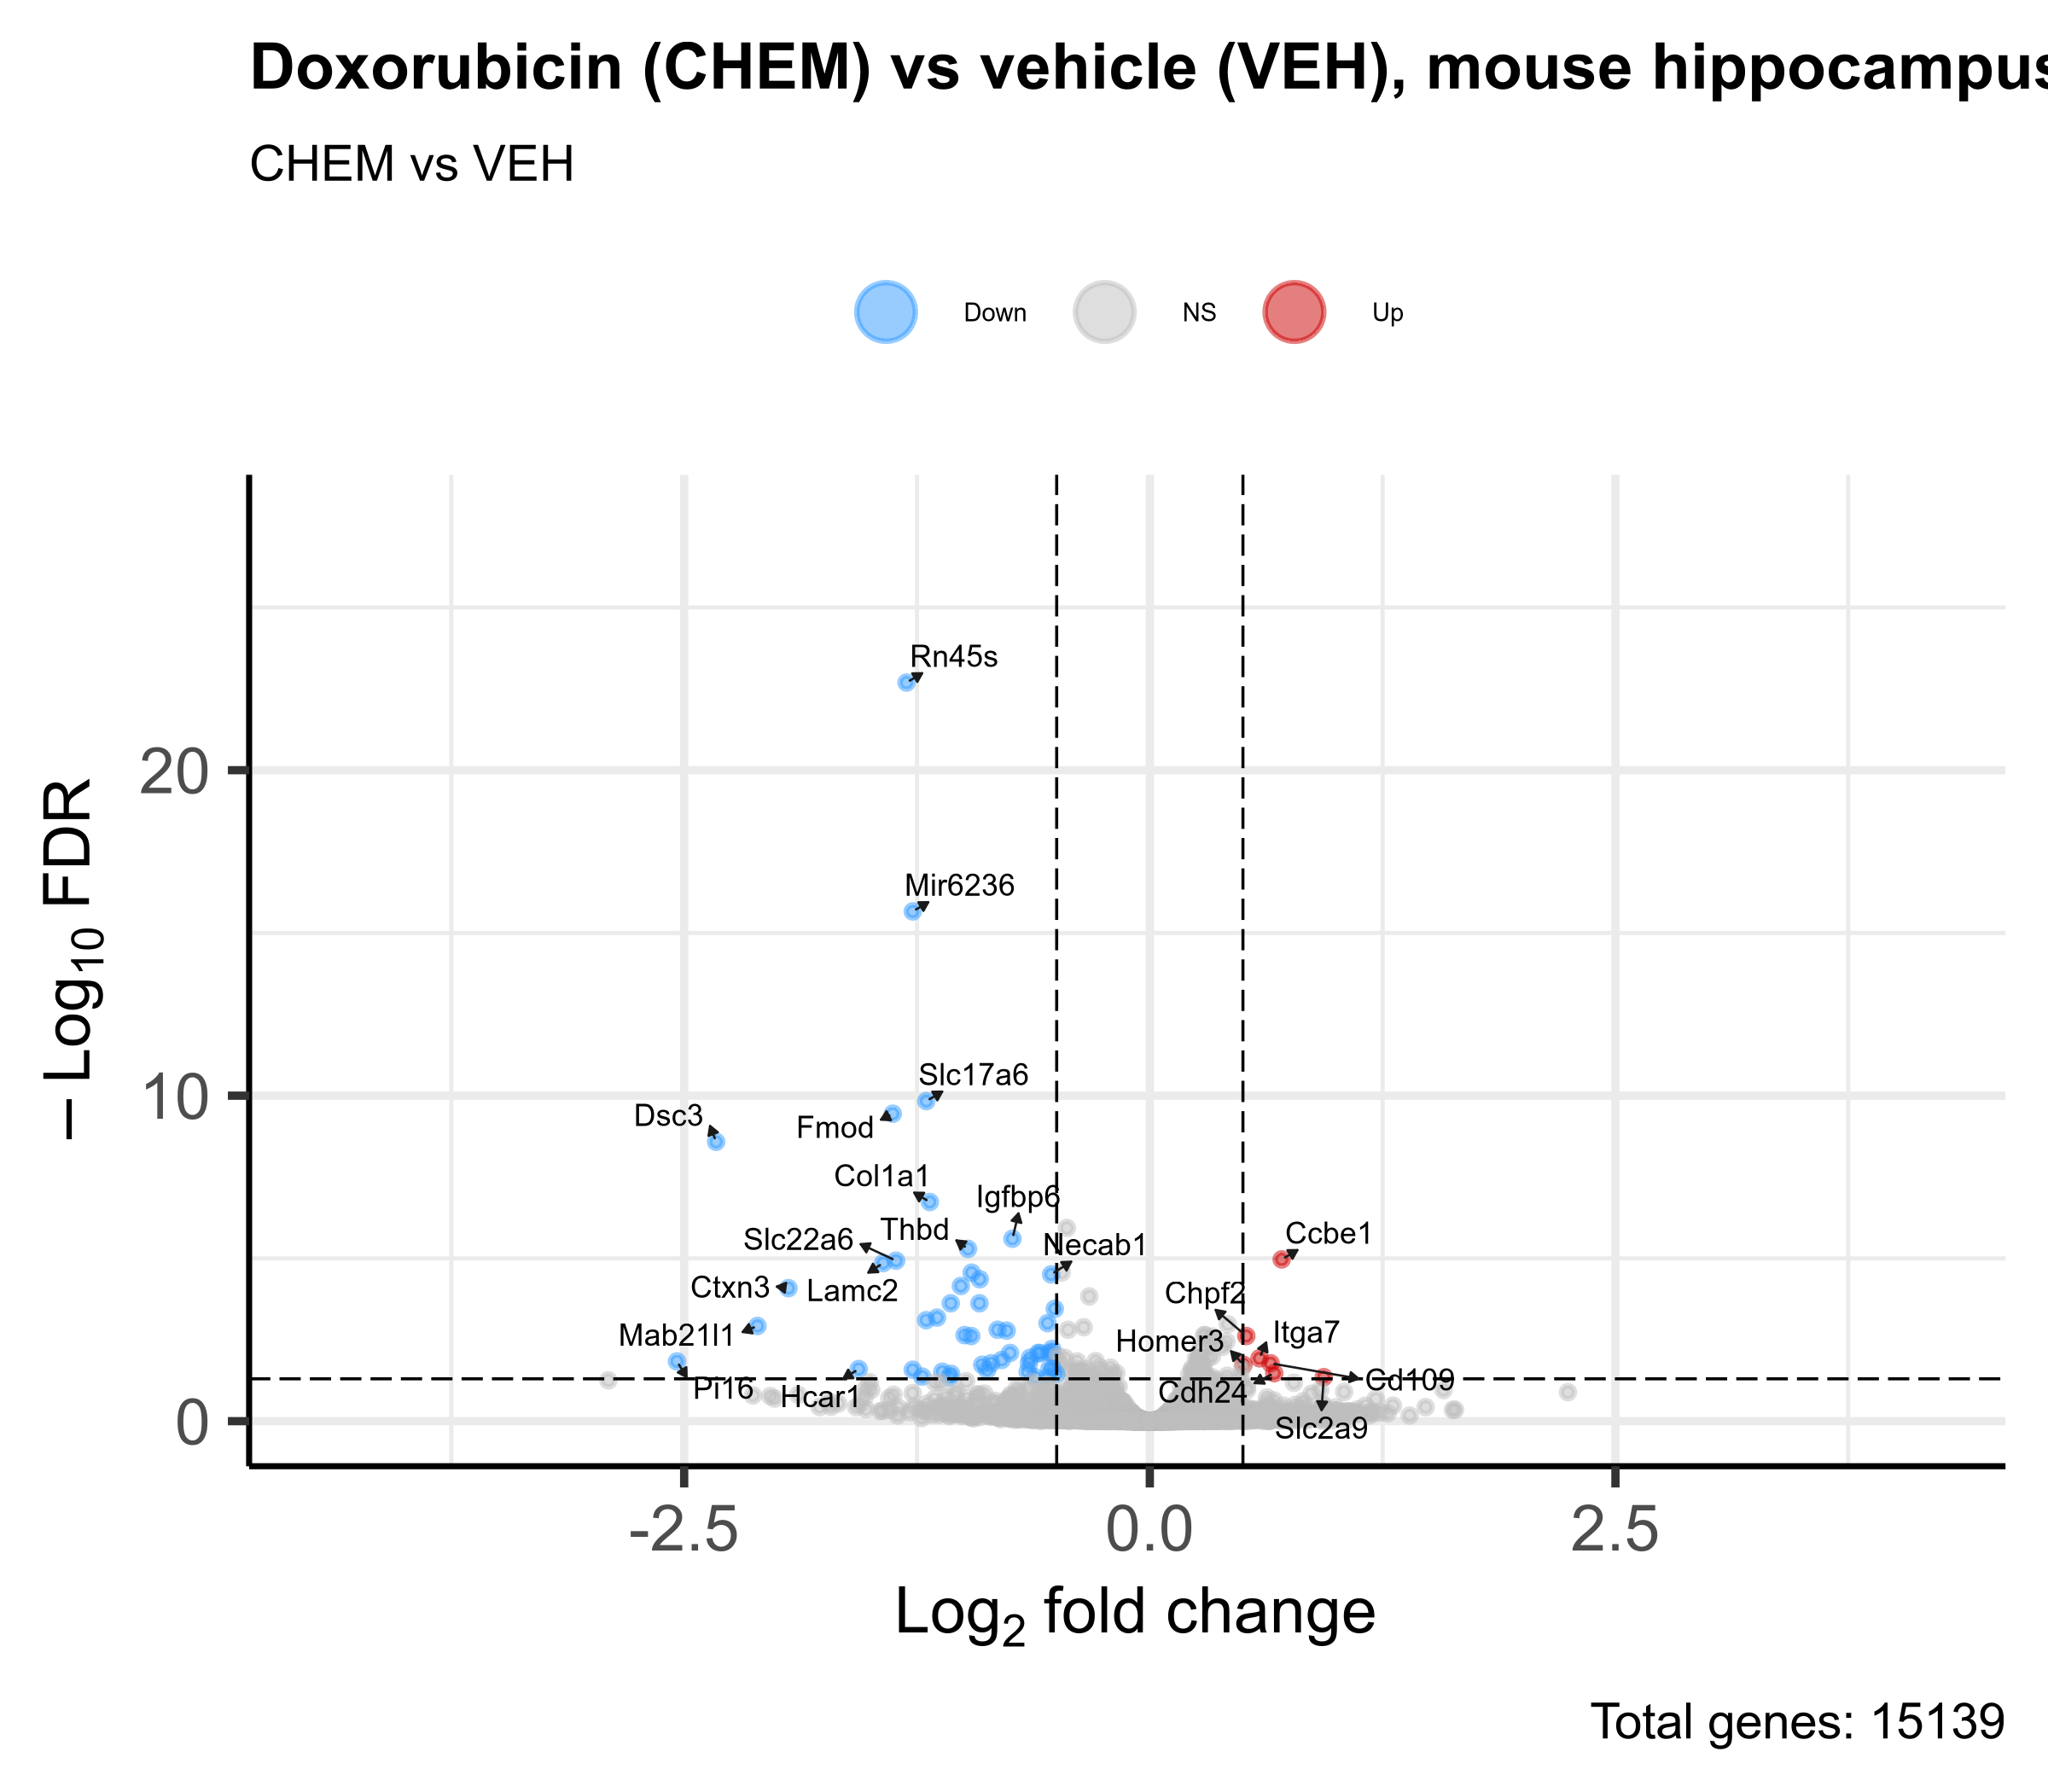 Doxorubicin (CHEM) vs vehicle (VEH), mouse hippocampus
CHEM vs VEH
Down
NS
Up
Rn45s
20
Mir6236
Slc17a6
10
Dsc3
Fmod
Col1a1
Igfbp6
Thbd
Slc22a6
Necab1
Ccbe1
Ctxn3
Lamc2
Chpf2
Mab21l1
Homer3
Itga7
Pi16
Hcar1
Cdh24
Cd109
Slc2a9
0
-2.5
0.0
2.5
− Log10 FDR
Log2 fold change
Total genes: 15139